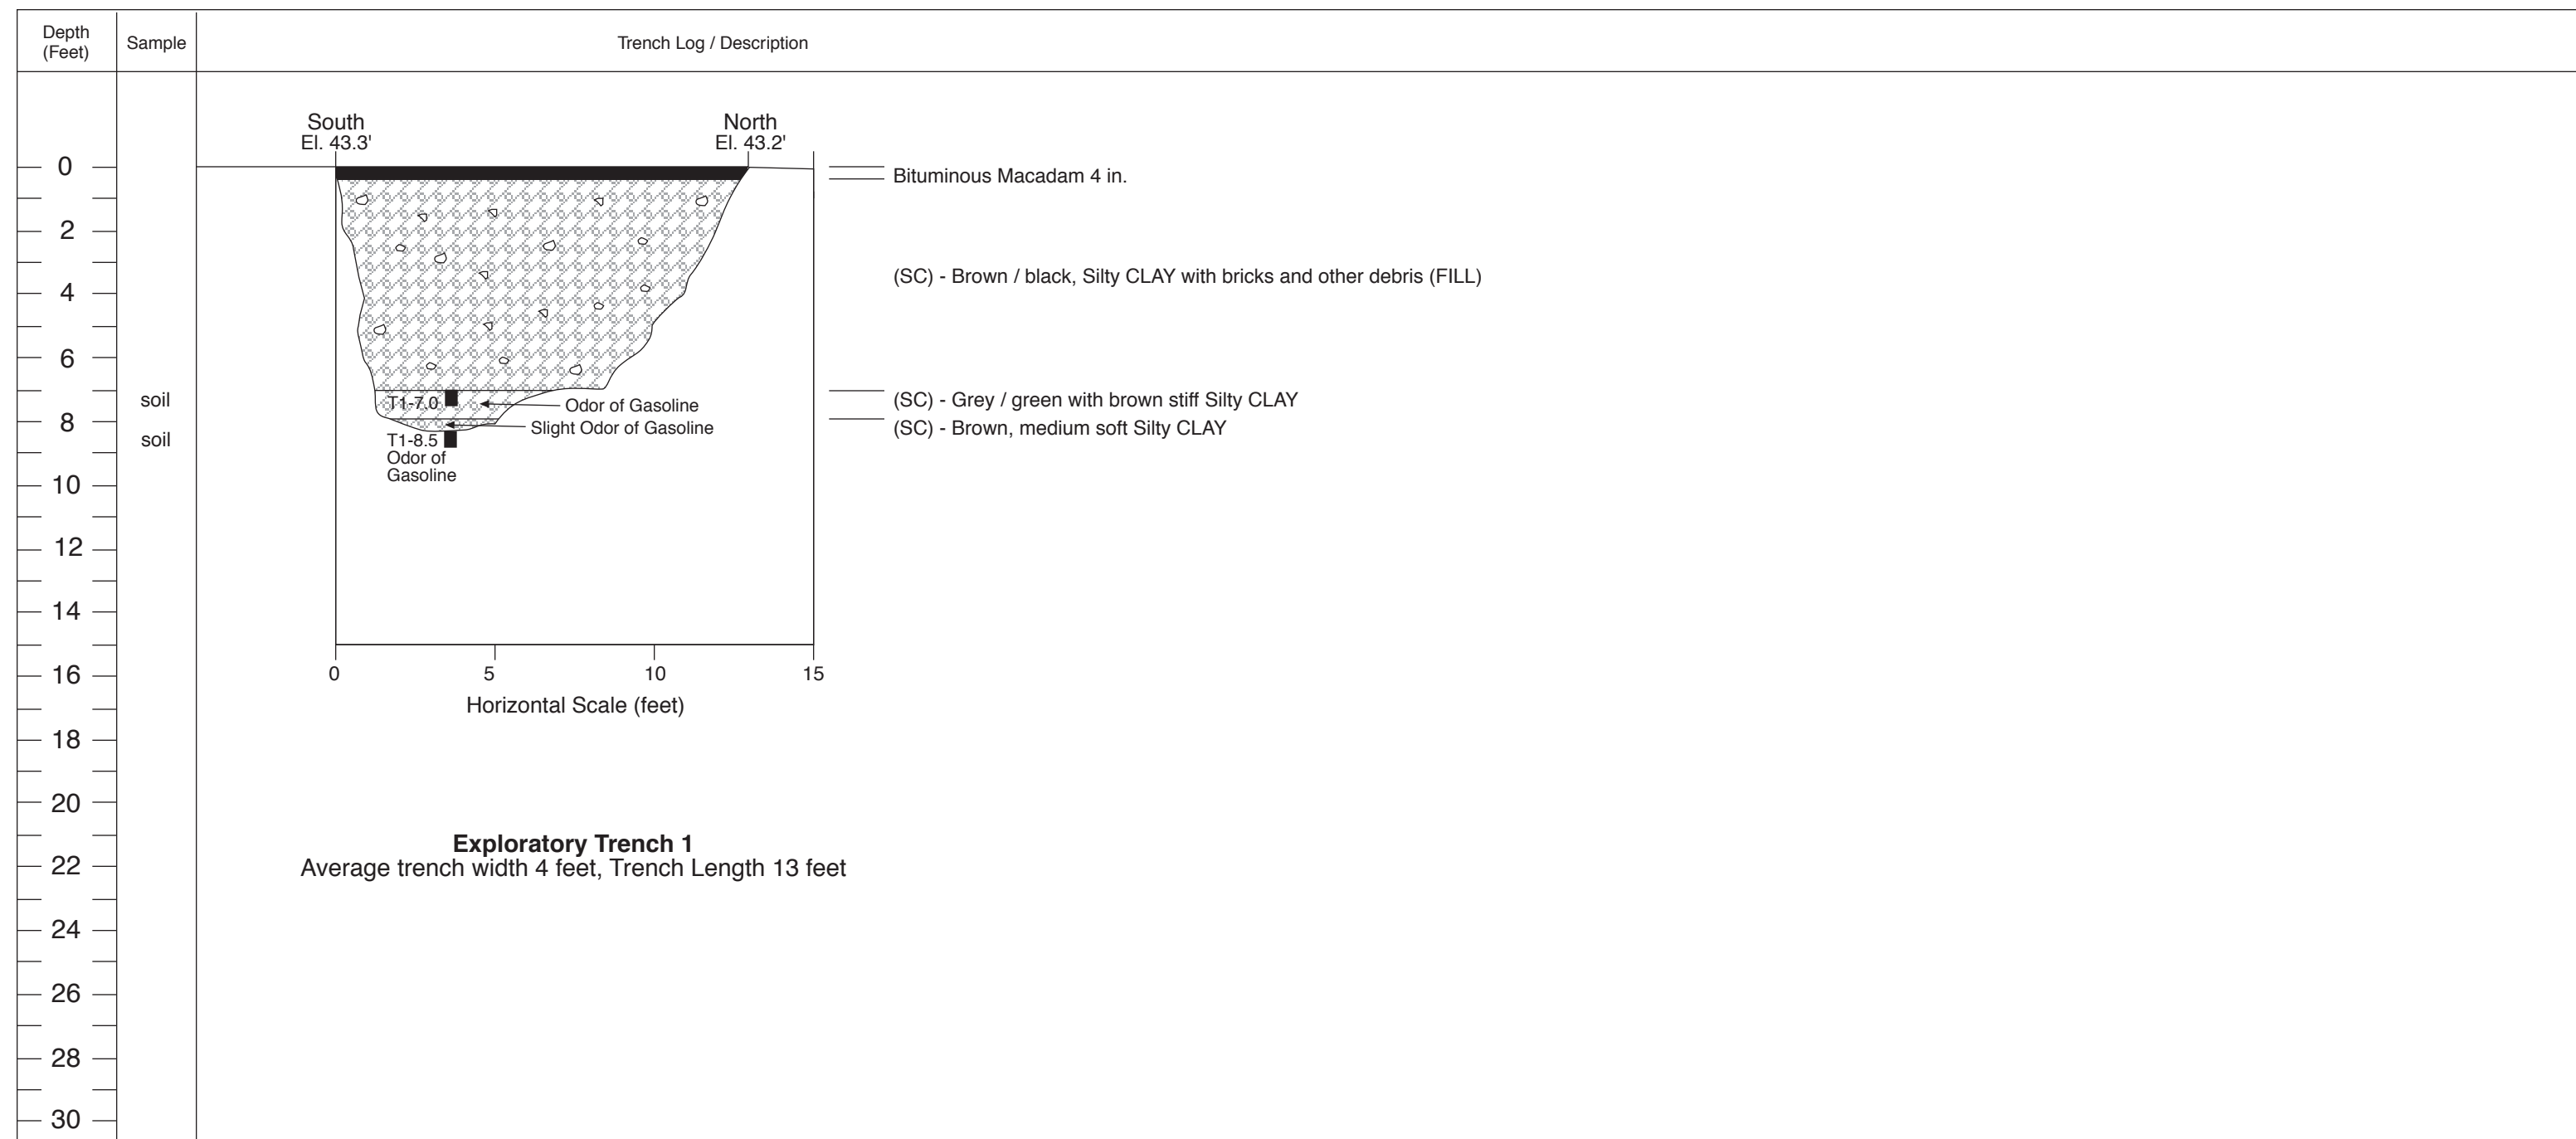 Depth
(Feet)
Sample
Trench Log / Description
South
El. 43.3'
North
El. 43.2'
0
Bituminous Macadam 4 in.
2
(SC) - Brown / black, Silty CLAY with bricks and other debris (FILL)
4
6
soil
T1-7.0
Odor of Gasoline
(SC) - Grey / green with brown stiff Silty CLAY
8
Slight Odor of Gasoline
(SC) - Brown, medium soft Silty CLAY
soil
T1-8.5
Odor of
Gasoline
10
12
14
16
0
5
10
15
Horizontal Scale (feet)
18
20
Exploratory Trench 1
Average trench width 4 feet, Trench Length 13 feet
22
24
26
28
30